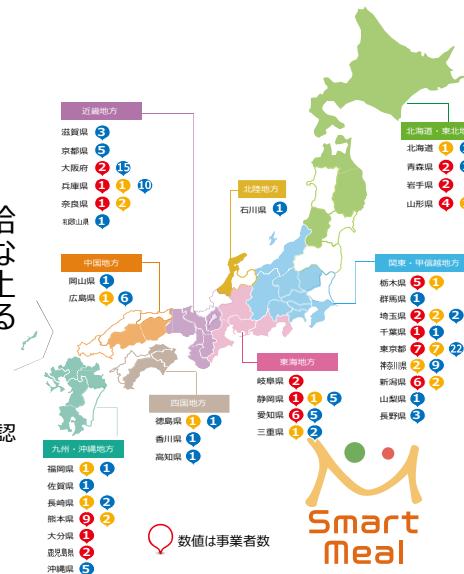 近畿地方
滋賀県 3
京都府 5
大阪府 2 15
兵庫県 1 1 10
奈良県 1 2
和歌山県 1
中国地方
岡山県 1
広島県 1 6
北陸地方
石川県 1
北海道・東北地
北海道 1
青森県 2
岩手県 2
山形県 4
関東・甲信越地方
栃木県 5 1
群馬県 1
埼玉県 2 2 2
千葉県 1 1
東京都 7 7 22
神奈川県 2 9
新潟県 6 2
山梨県 1
長野県 3
東海地方
岐阜県 2
静岡県 1 1 5
愛知県 6 5
三重県 1 2
四国地方
徳島県 1 1
香川県 1
高知県 1
九州・沖縄地方
福岡県 1 1
佐賀県 1
長崎県 1 2
熊本県 9 2
大分県 1
鹿児島県 2
沖縄県 5
数値は事業者数
Smart
Meal
な
上
る
認